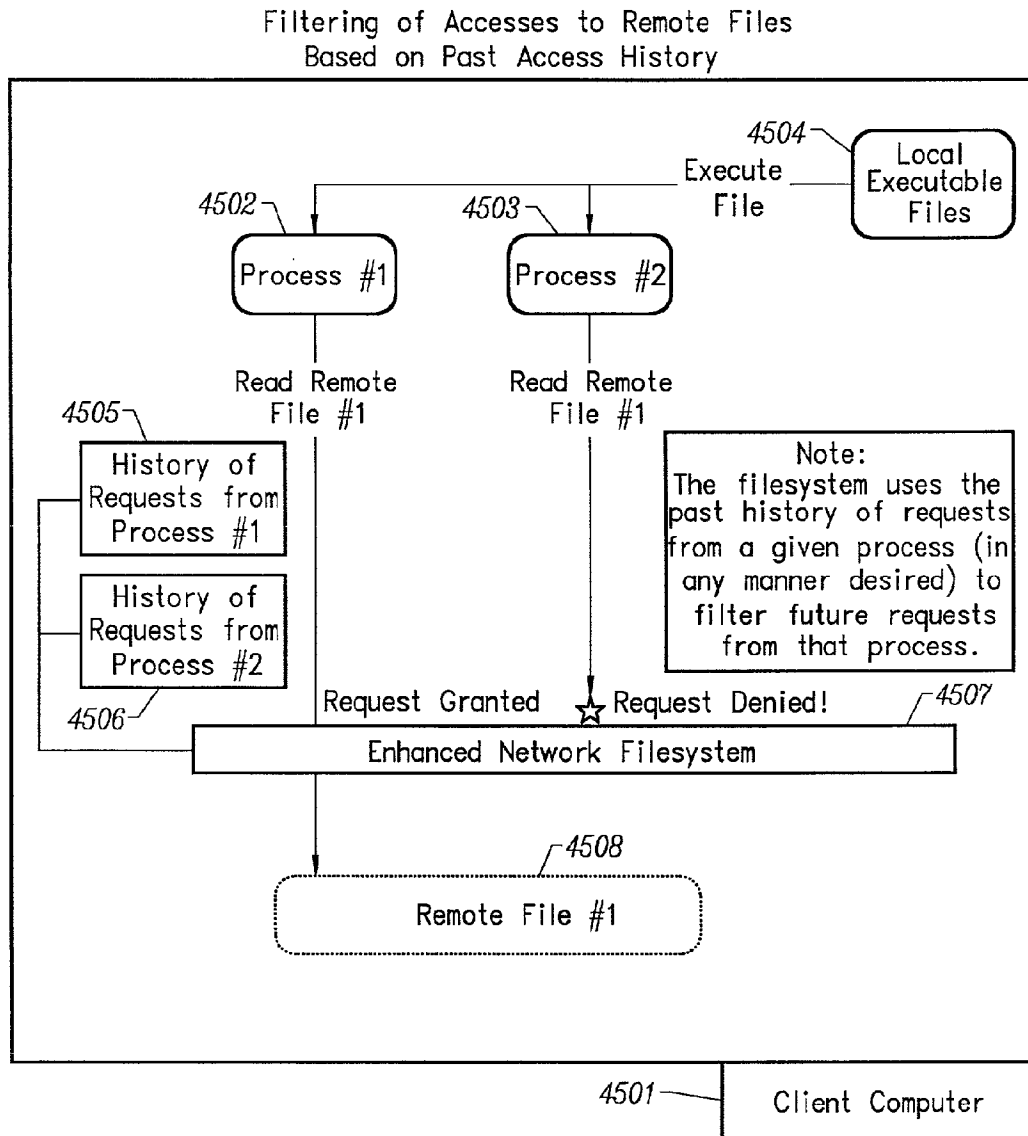 Filtering of Accesses to Remote Files
Based on Past Access History
4504
Local
Executable
Files
Execute
File
4502
4503
Process #1
Process #2
Read Remote
File #1
Read Remote
File #1
4505
History of
Requests from
Process #1
History of
Requests from
Process #2
4506
Note:
The filesystem uses the
past history of requests
from a given process (in
any manner desired) to
filter future requests
from that process.
Request Granted
Request Denied!
4507
Enhanced Network Filesystem
4508
Remote File #1
4501
Client Computer